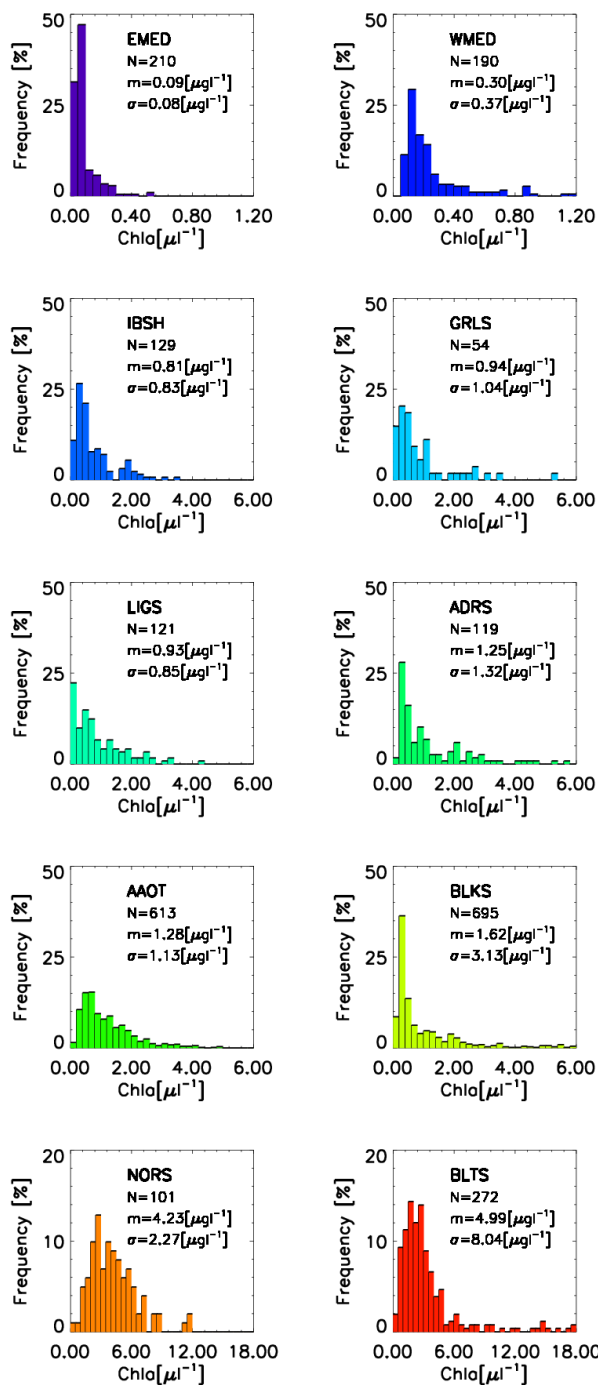 50
25
0
Frequency [%]
EMED
N=210
m=0.09[μgl⁻¹]
σ=0.08[μgl⁻¹]
0.00 0.40 0.80 1.20
Chla[μl⁻¹]
50
25
0
Frequency [%]
WMED
N=190
m=0.30[μgl⁻¹]
σ=0.37[μgl⁻¹]
0.00 0.40 0.80 1.20
Chla[μl⁻¹]
50
25
0
Frequency [%]
IBSH
N=129
m=0.81[μgl⁻¹]
σ=0.83[μgl⁻¹]
0.00 2.00 4.00 6.00
Chla[μl⁻¹]
50
25
0
Frequency [%]
GRLS
N=54
m=0.94[μgl⁻¹]
σ=1.04[μgl⁻¹]
0.00 2.00 4.00 6.00
Chla[μl⁻¹]
50
25
0
Frequency [%]
LIGS
N=121
m=0.93[μgl⁻¹]
σ=0.85[μgl⁻¹]
0.00 2.00 4.00 6.00
Chla[μl⁻¹]
50
25
0
Frequency [%]
ADRS
N=119
m=1.25[μgl⁻¹]
σ=1.32[μgl⁻¹]
0.00 2.00 4.00 6.00
Chla[μl⁻¹]
50
25
0
Frequency [%]
AAOT
N=613
m=1.28[μgl⁻¹]
σ=1.13[μgl⁻¹]
0.00 2.00 4.00 6.00
Chla[μl⁻¹]
50
25
0
Frequency [%]
BLKS
N=695
m=1.62[μgl⁻¹]
σ=3.13[μgl⁻¹]
0.00 2.00 4.00 6.00
Chla[μl⁻¹]
20
10
0
Frequency [%]
NORS
N=101
m=4.23[μgl⁻¹]
σ=2.27[μgl⁻¹]
0.00 6.00 12.00 18.00
Chla[μl⁻¹]
20
10
0
Frequency [%]
BLTS
N=272
m=4.99[μgl⁻¹]
σ=8.04[μgl⁻¹]
0.00 6.00 12.00 18.00
Chla[μl⁻¹]